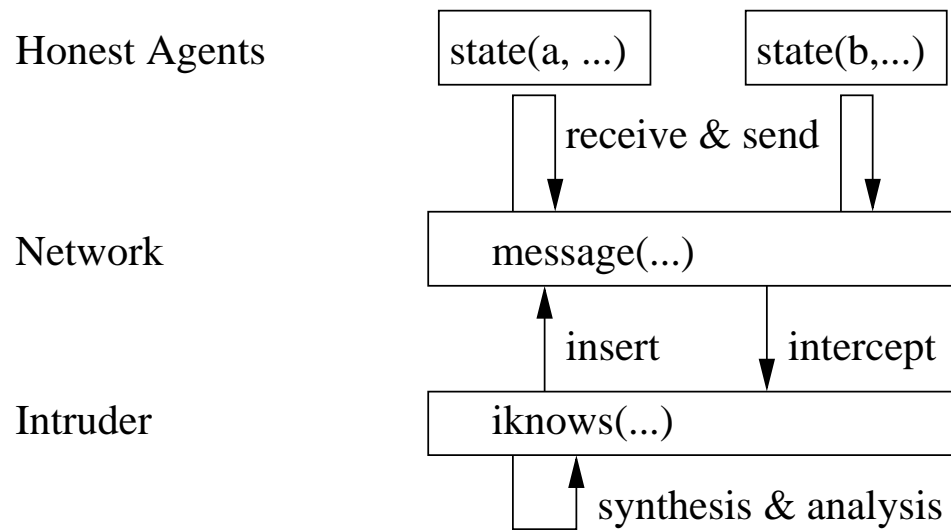 Honest Agents state(a, ...) state(b,...)
receive & send
Network message(...)
insert intercept
Intruder iknows(...)
synthesis & analysis